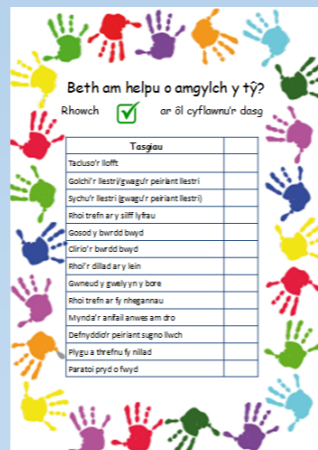 Beth am helpu o amgylch y tŷ?
Rhowch ar ôl cyflawnu'r dasg
Tasgiau
Tacluso'r llofft
Golchi'r llestri/gwagu'r peiriant llestri
Sychu'r llestri (gwagu'r peiriant llestri)
Rhoi trefn ar y silff lyfrau
Gosod y bwrdd bwyd
Clirio'r bwrdd bwyd
Rhoi'r dillad ar y lein
Gwneud y gwely yn y bore
Rhoi trefn ar fy nhegannau
Mynd a'r anifail anwes am dro
Defnyddio'r peiriant sugno llwch
Plygu a threfnu fy nillad
Paratoi pryd o fwyd